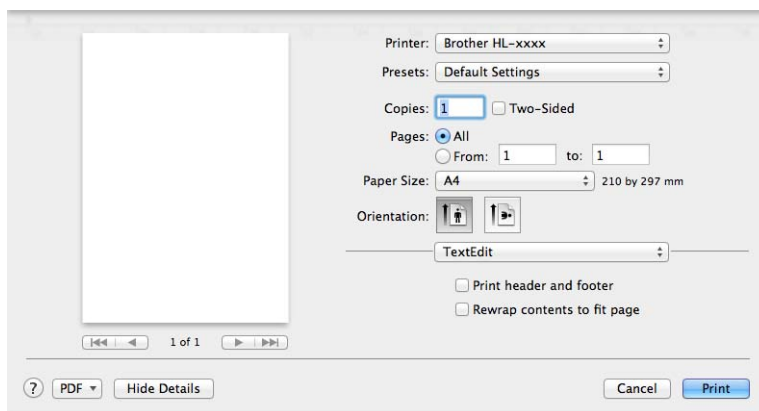 Printer: Brother HL-xxxx
Presets: Default Settings
Copies: 1 Two-Sided
Pages: All
From: 1 to: 1
Paper Size: A4 210 by 297 mm
Orientation:
TextEdit
Print header and footer
Rewrap contents to fit page
1 of 1
? PDF Hide Details Cancel Print